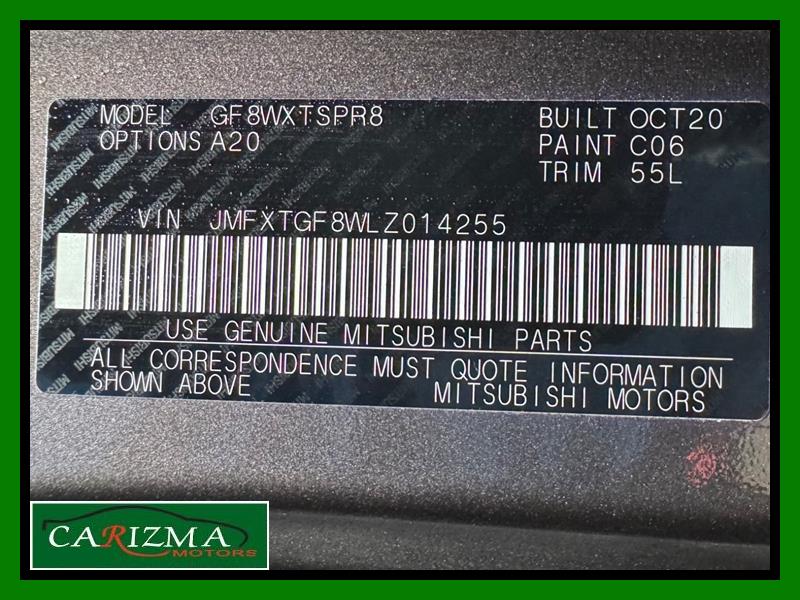 MODEL GF8WXTSPR8 BUILT OCT20
OPTIONS A20 PAINT C06
TRIM 55L
VIN JMFXTGF8WLZ014255
USE GENUINE MITSUBISHI PARTS
ALL CORRESPONDENCE MUST QUOTE INFORMATION
SHOWN ABOVE MITSUBISHI MOTORS
CARIZMA
MOTORS